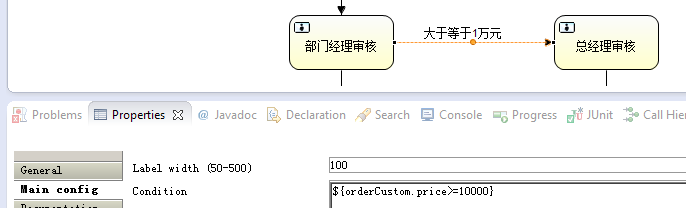 大于等于1万元
部门经理审核
总经理审核
Problems Properties @ Javadoc Declaration Search Console Progress JUnit Call Hier
General
Label width (50-500) 100
Main config
Condition ${orderCustom.price>=10000}
Documentation